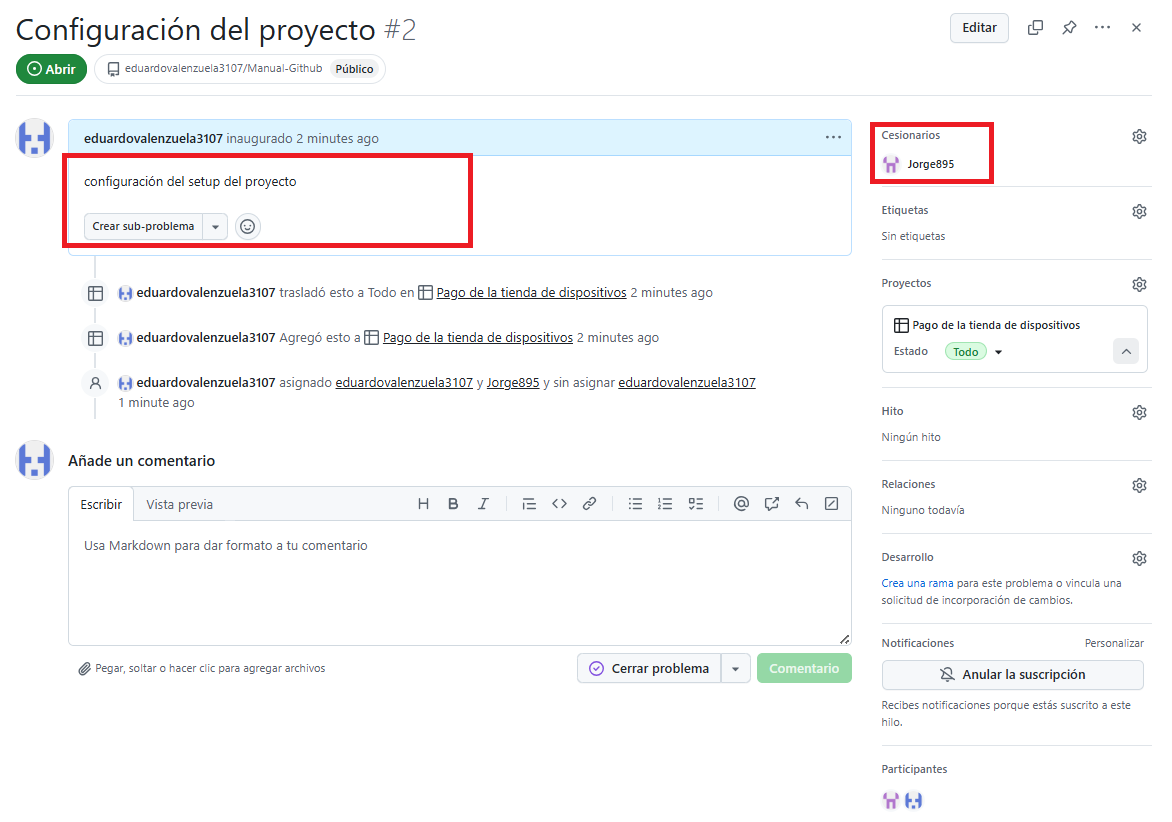 Configuración del proyecto #2
Editar
Abrir
eduardovalenzuela3107/Manual-Github Público
eduardovalenzuela3107 inaugurado 2 minutes ago
configuración del setup del proyecto
Crear sub-problema
eduardovalenzuela3107 trasladó esto a Todo en Pago de la tienda de dispositivos 2 minutes ago
eduardovalenzuela3107 Agregó esto a Pago de la tienda de dispositivos 2 minutes ago
eduardovalenzuela3107 asignado eduardovalenzuela3107 y Jorge895 y sin asignar eduardovalenzuela3107
1 minute ago
Añade un comentario
Escribir Vista previa
Usa Markdown para dar formato a tu comentario
Pegar, soltar o hacer clic para agregar archivos
Cerrar problema
Comentario
Cesionarios
Jorge895
Etiquetas
Sin etiquetas
Proyectos
Pago de la tienda de dispositivos
Estado Todo
Hito
Ningún hito
Relaciones
Ninguno todavía
Desarrollo
Crea una rama para este problema o vincula una
solicitud de incorporación de cambios.
Notificaciones Personalizar
Anular la suscripción
Recibes notificaciones porque estás suscrito a este
hilo.
Participantes